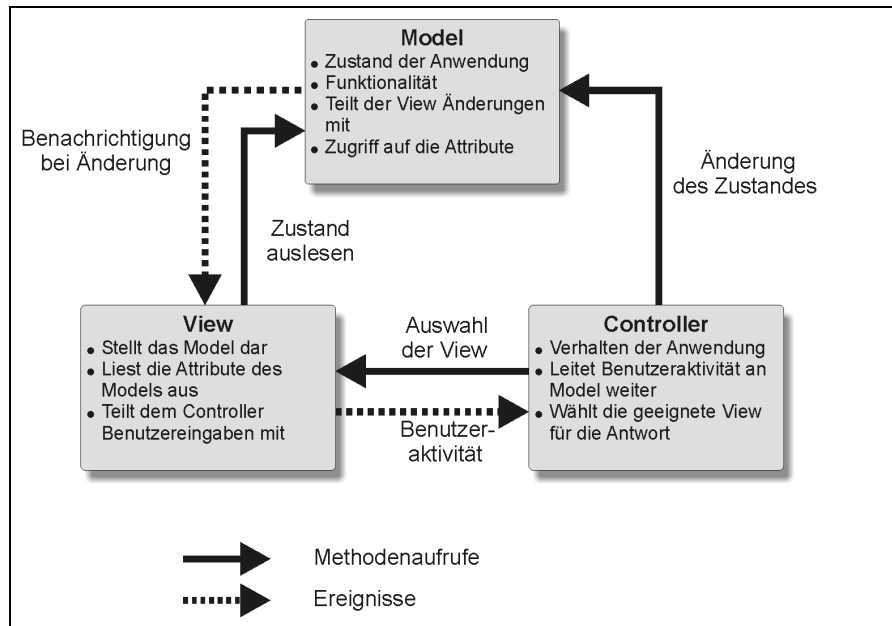 Model
• Zustand der Anwendung
• Funktionalität
• Teilt der View Änderungen
mit
• Zugriff auf die Attribute
Benachrichtigung
bei Änderung
Änderung
des Zustandes
Zustand
auslesen
View
• Stellt das Model dar
• Liest die Attribute des
Models aus
• Teilt dem Controller
Benutzereingaben mit
Auswahl
der View
Benutzer-
aktivität
Controller
• Verhalten der Anwendung
• Leitet Benutzeraktivität an
Model weiter
• Wählt die geeignete View
für die Antwort
Methodenaufrufe
Ereignisse